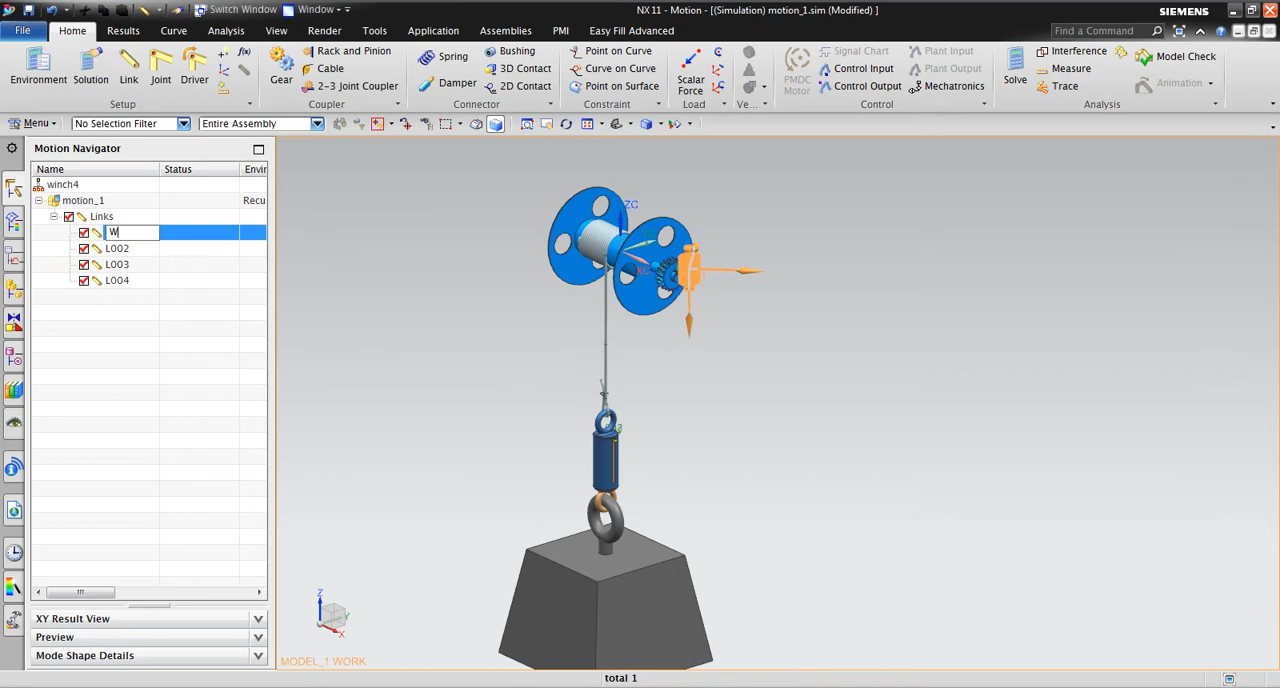 Switch Window
Window
NX 11 - Motion - [(Simulation) motion_1.sim (Modified) ]
SIEMENS
File
Home
Results
Curve
Analysis
View
Render
Tools
Application
Assemblies
PMI
Easy Fill Advanced
Find a Command
Environment
Solution
Link
Joint
Driver
f(x)
Setup
Gear
Rack and Pinion
Cable
2-3 Joint Coupler
Coupler
Spring
Damper
Bushing
3D Contact
2D Contact
Connector
Point on Curve
Curve on Curve
Point on Surface
Constraint
Scalar
Force
Load
Ve...
PMDC
Motor
Signal Chart
Control Input
Control Output
Plant Input
Plant Output
Mechatronics
Control
Solve
Interference
Measure
Trace
Model Check
Animation
Analysis
Menu
No Selection Filter
Entire Assembly
Motion Navigator
Name
Status
Envir
winch4
motion_1
Recu
Links
W
L002
L003
L004
XY Result View
Preview
Mode Shape Details
ZC
XC
Z
Y
X
MODEL_1 WORK
total 1